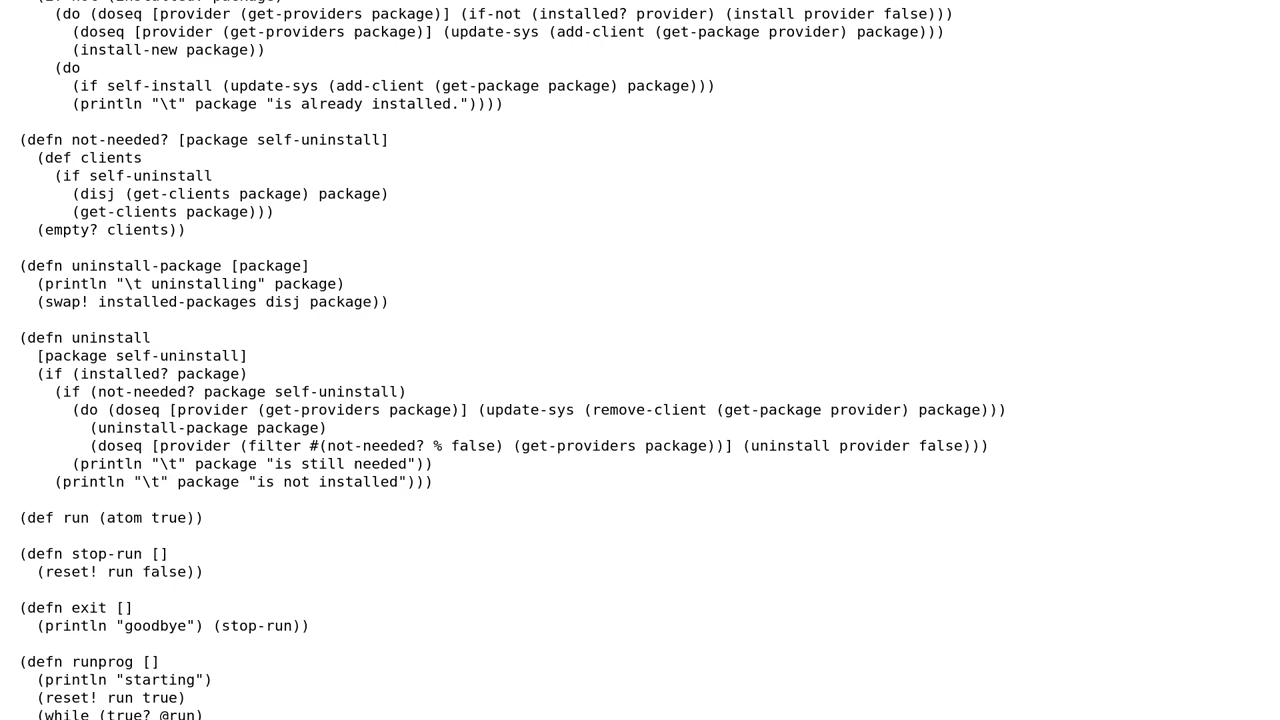 (do (doseq [provider (get-providers package)] (if-not (installed? provider) (install provider false)))
(doseq [provider (get-providers package)] (update-sys (add-client (get-package provider) package)))
(install-new package))
(do
(if self-install (update-sys (add-client (get-package package) package)))
(println "\t" package "is already installed."))))
(defn not-needed? [package self-uninstall]
(def clients
(if self-uninstall
(disj (get-clients package) package)
(get-clients package)))
(empty? clients))
(defn uninstall-package [package]
(println "\t uninstalling" package)
(swap! installed-packages disj package))
(defn uninstall
[package self-uninstall]
(if (installed? package)
(if (not-needed? package self-uninstall)
(do (doseq [provider (get-providers package)] (update-sys (remove-client (get-package provider) package)))
(uninstall-package package)
(doseq [provider (filter #(not-needed? % false) (get-providers package))] (uninstall provider false)))
(println "\t" package "is still needed"))
(println "\t" package "is not installed")))
(def run (atom true))
(defn stop-run []
(reset! run false))
(defn exit []
(println "goodbye") (stop-run))
(defn runprog []
(println "starting")
(reset! run true)
(while (true? @run)